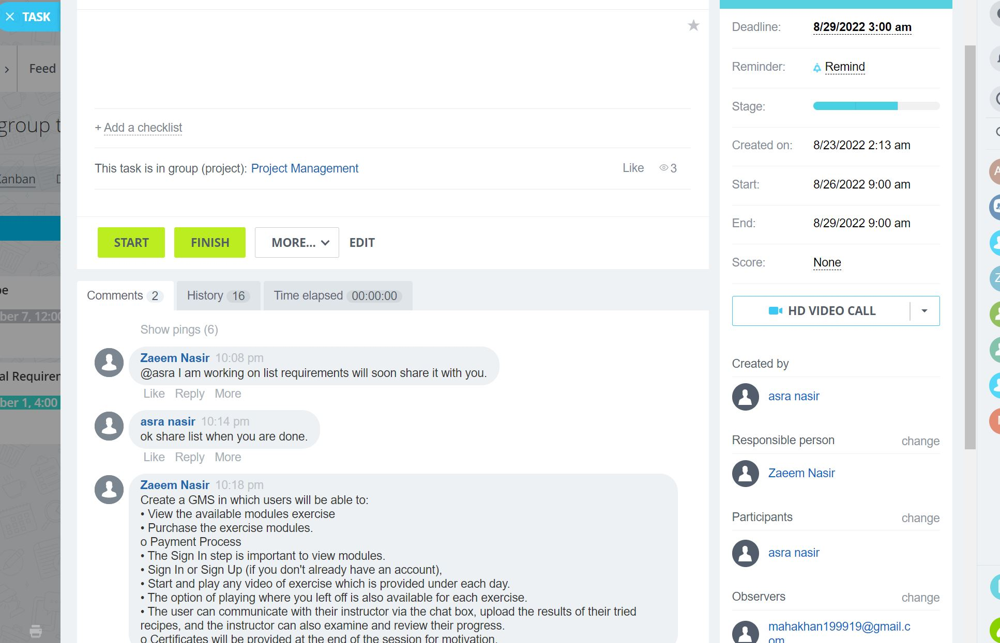 TASK
Feed
group t
Kanban
ber 7, 12:00
al Requirem
ber 1, 4:00
+ Add a checklist
This task is in group (project): Project Management
Like 3
START FINISH MORE... EDIT
Comments 2 History 16 Time elapsed 00:00:00
Show pings (6)
Zaeem Nasir 10:08 pm
@asra I am working on list requirements will soon share it with you.
Like Reply More
asra nasir 10:14 pm
ok share list when you are done.
Like Reply More
Zaeem Nasir 10:18 pm
Create a GMS in which users will be able to:
• View the available modules exercise
• Purchase the exercise modules.
o Payment Process
• The Sign In step is important to view modules.
• Sign In or Sign Up (if you don't already have an account),
• Start and play any video of exercise which is provided under each day.
• The option of playing where you left off is also available for each exercise.
• The user can communicate with their instructor via the chat box, upload the results of their tried
recipes, and the instructor can also examine and review their progress.
o Certificates will be provided at the end of the session for motivation.
Deadline: 8/29/2022 3:00 am
Reminder: Remind
Stage:
Created on: 8/23/2022 2:13 am
Start: 8/26/2022 9:00 am
End: 8/29/2022 9:00 am
Score: None
HD VIDEO CALL
Created by
asra nasir
Responsible person change
Zaeem Nasir
Participants change
asra nasir
Observers change
mahakhan199919@gmail.c
om